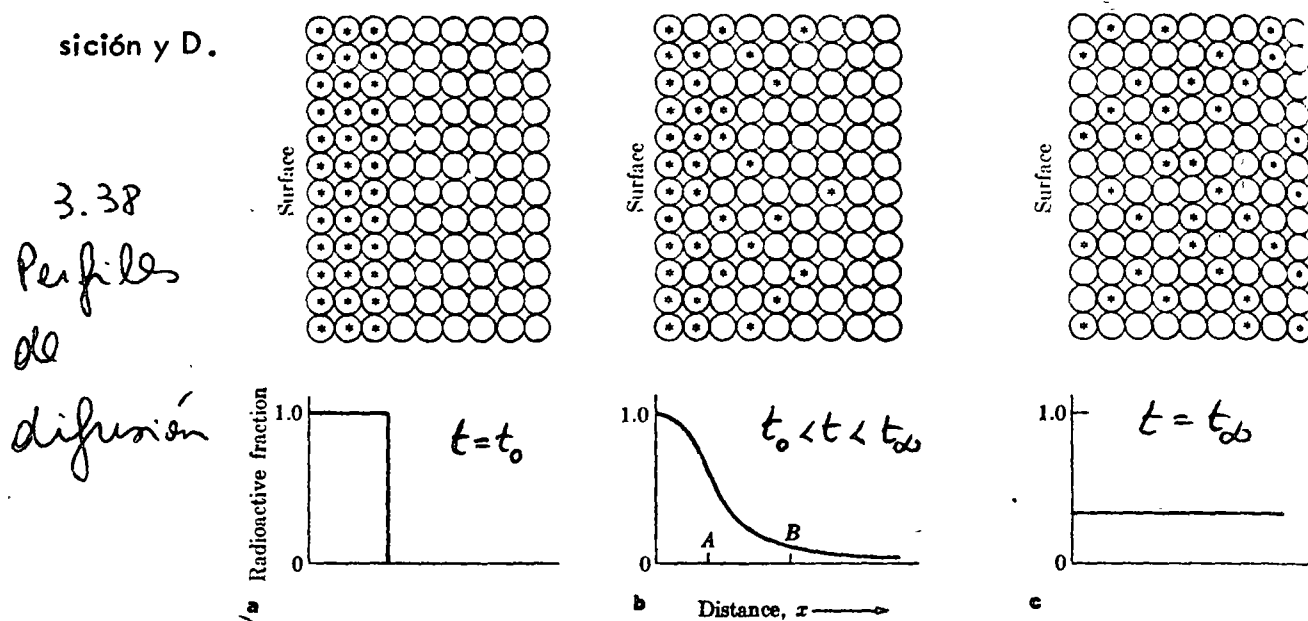 sición y D.
3.38
Perfiles
de
difusión
Surface
Surface
Surface
Radioactive fraction
1.0
0
t = t₀
a
1.0
0
t₀ < t < t∞
A
B
b
Distance, x
1.0
0
t = t∞
c